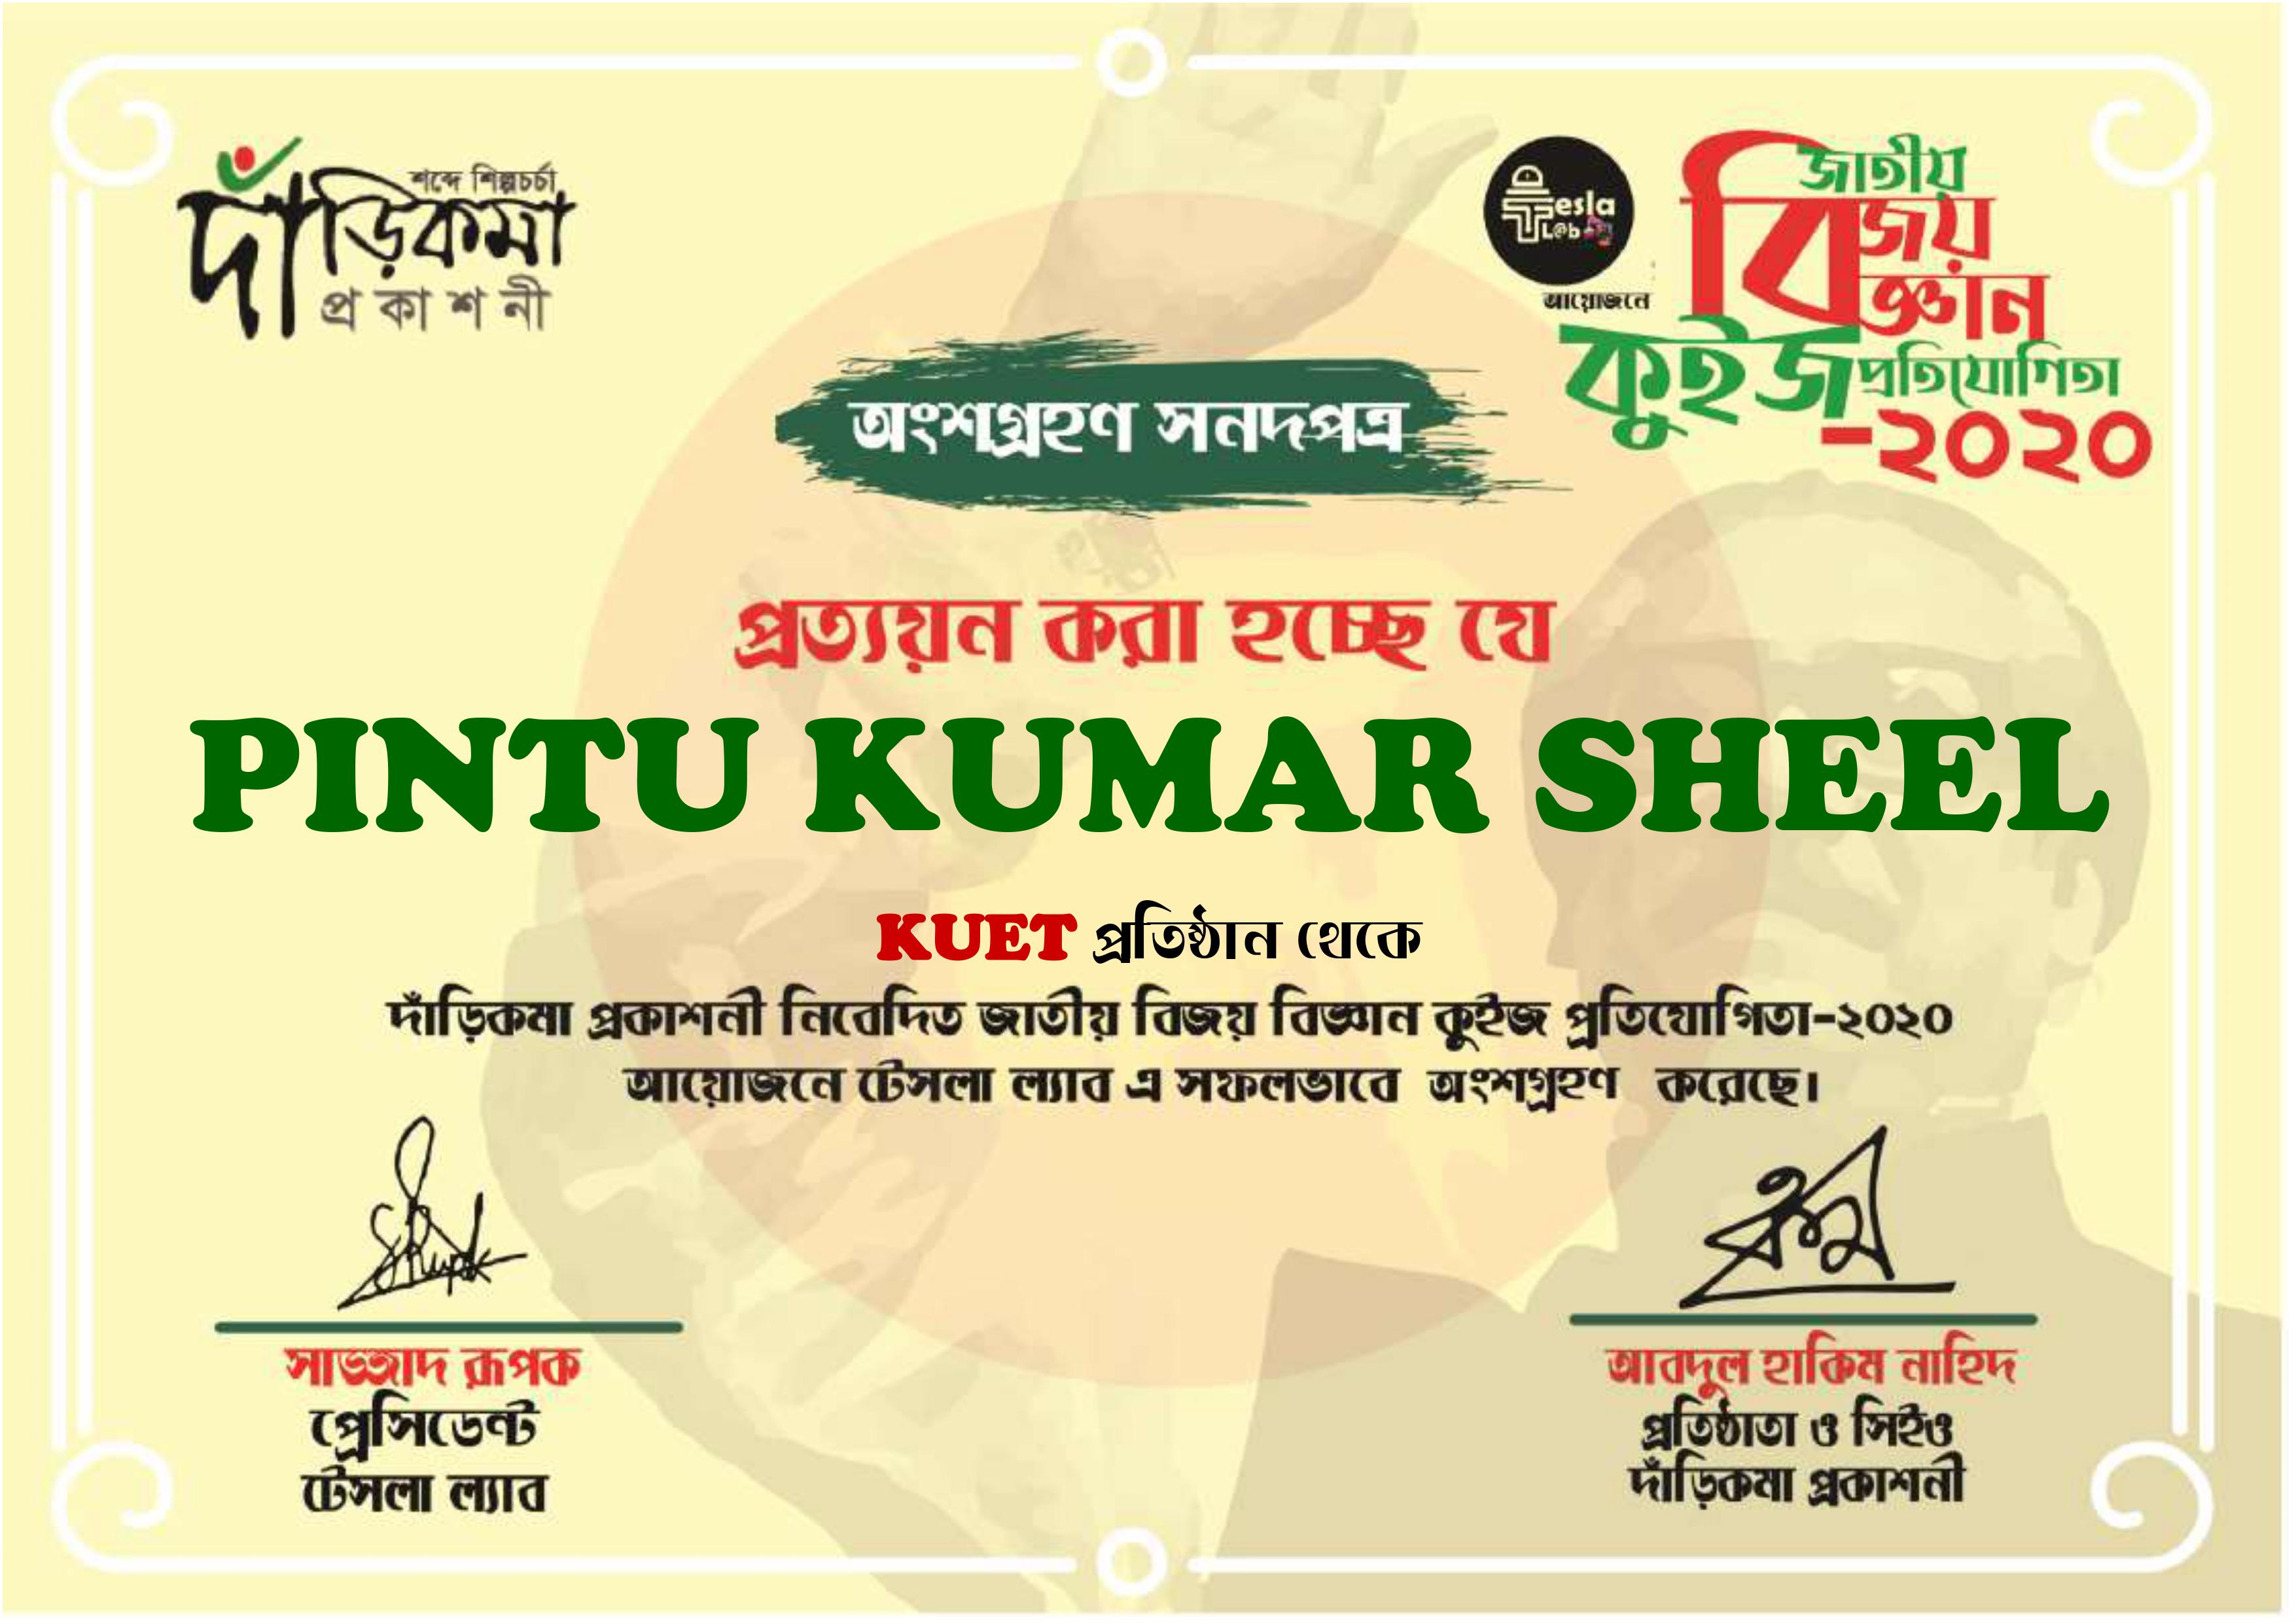 শব্দে শিল্পচর্চা
দাঁড়িকমা
প্রকাশনী
Tesla
L@b
আয়োজনে
জাতীয়
বিজয়
বিজ্ঞান
কুইজ প্রতিযোগিতা
-২০২০
অংশগ্রহণ সনদপত্র
প্রত্যয়ন করা হচ্ছে যে
PINTU KUMAR SHEEL
KUET প্রতিষ্ঠান থেকে
দাঁড়িকমা প্রকাশনী নিবেদিত জাতীয় বিজয় বিজ্ঞান কুইজ প্রতিযোগিতা-২০২০
আয়োজনে টেসলা ল্যাব এ সফলভাবে অংশগ্রহণ করেছে।
সাজ্জাদ রূপক
প্রেসিডেন্ট
টেসলা ল্যাব
আবদুল হাকিম নাহিদ
প্রতিষ্ঠাতা ও সিইও
দাঁড়িকমা প্রকাশনী